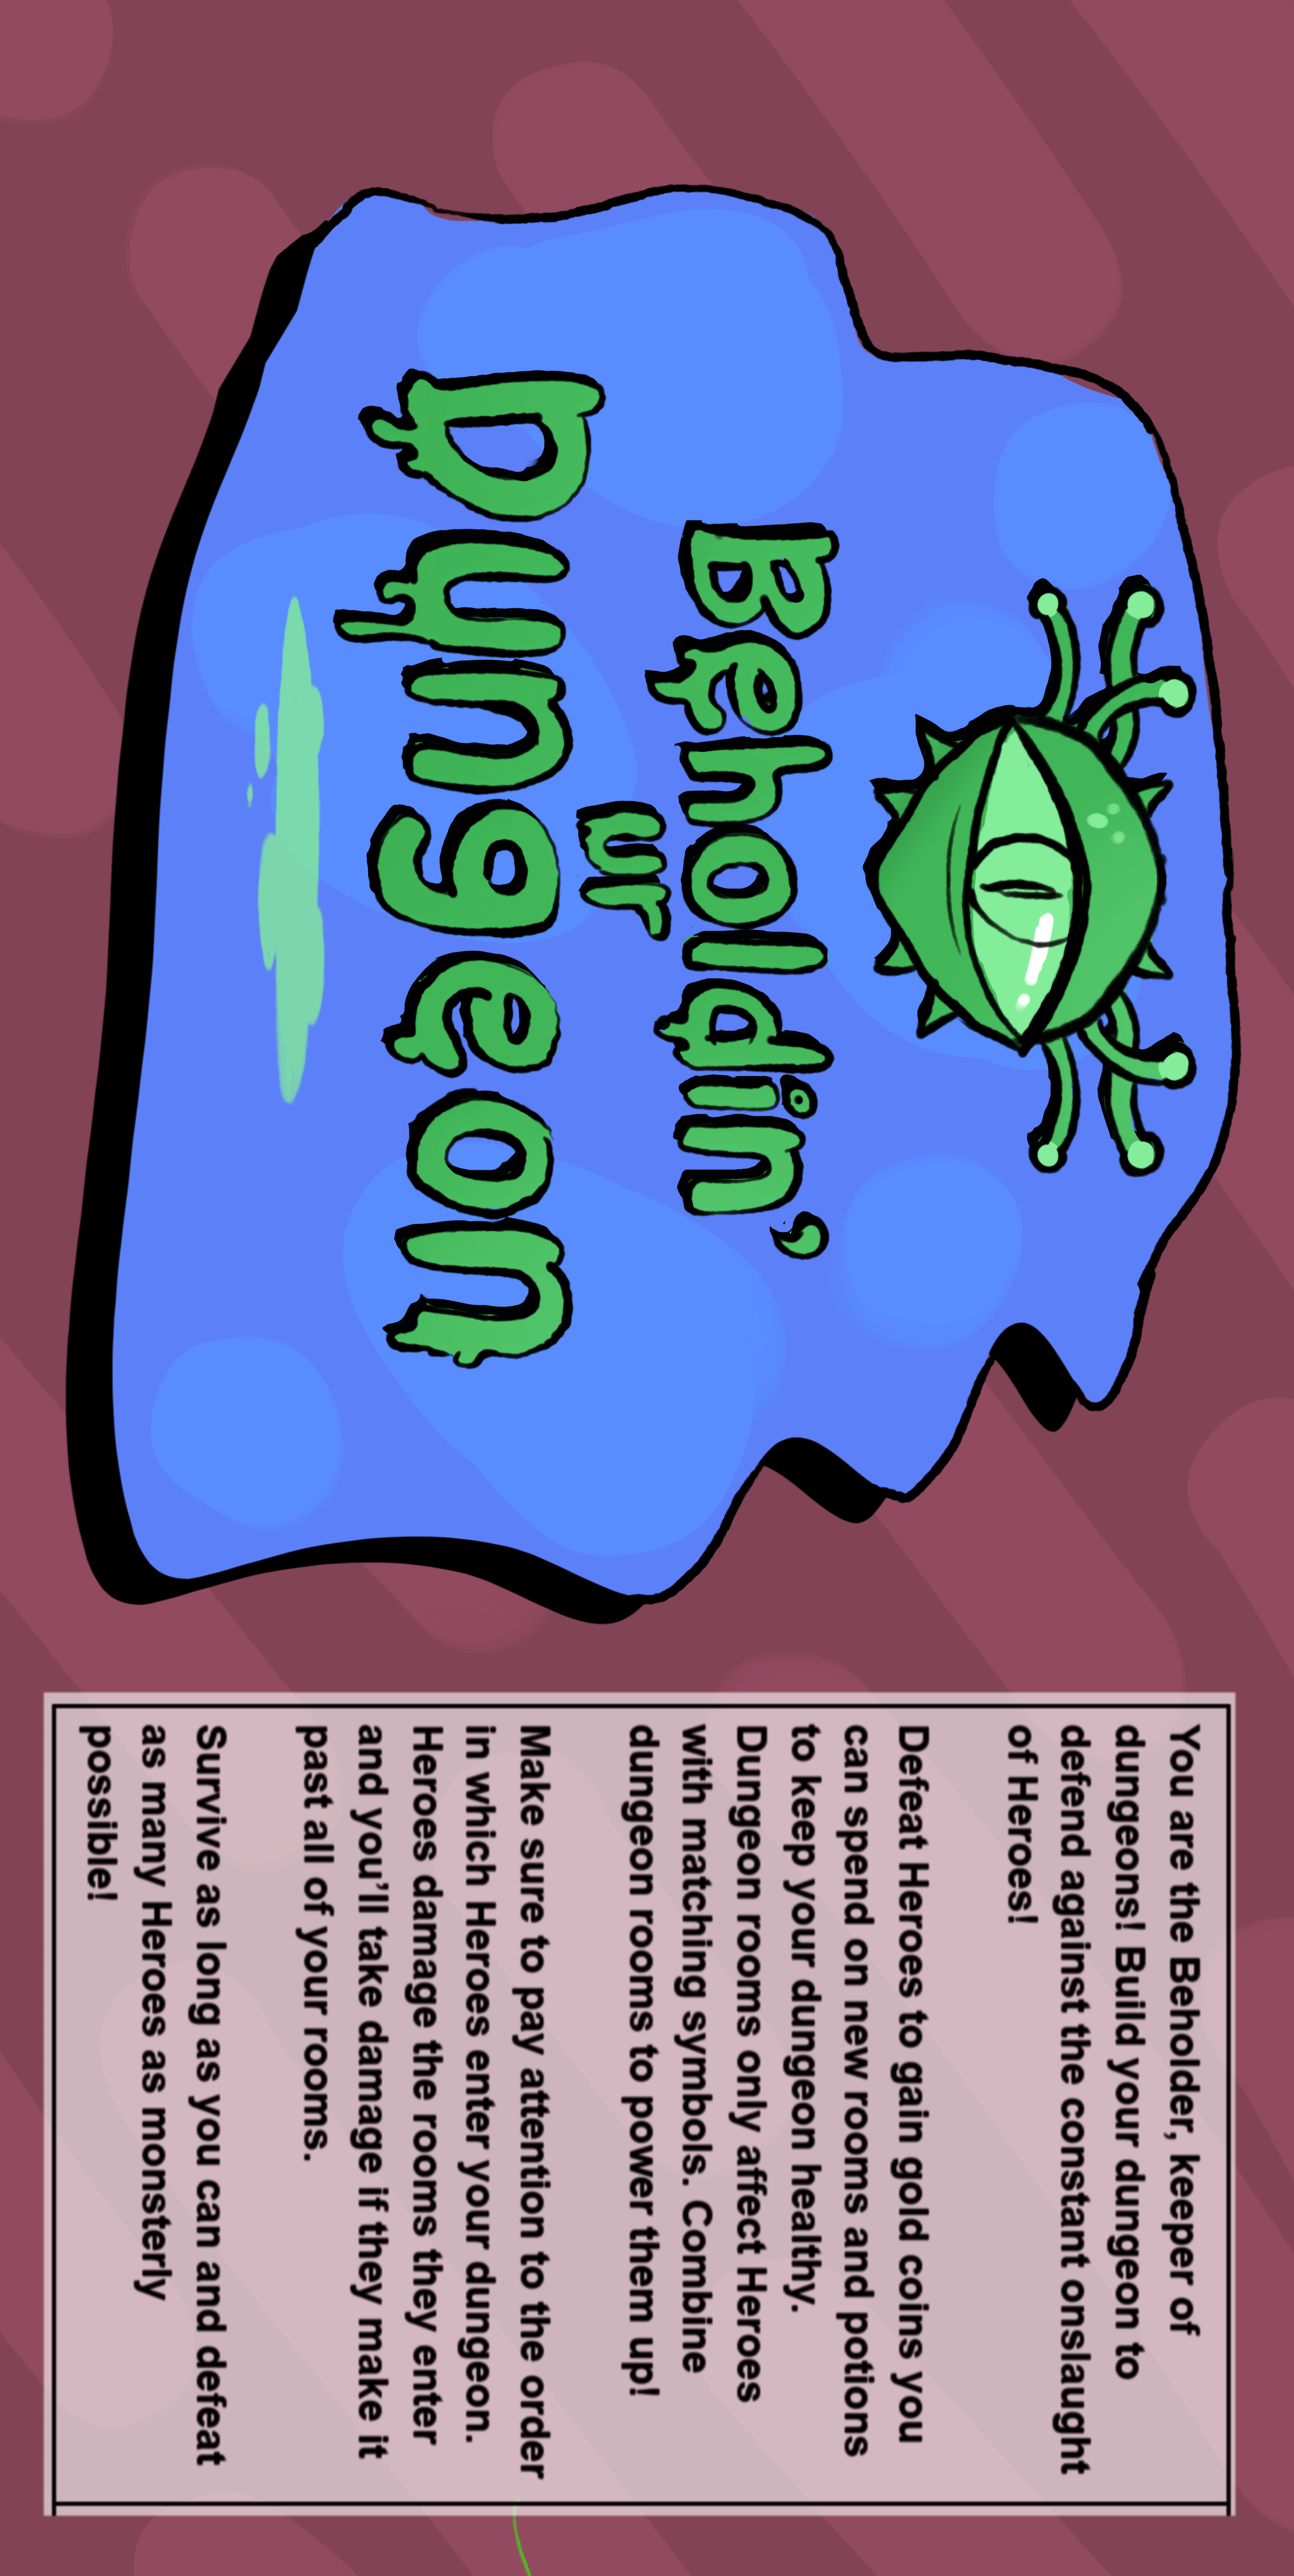 Beholdin'
ur
Dungeon
You are the Beholder, keeper of
dungeons! Build your dungeon to
defend against the constant onslaught
of Heroes!
Defeat Heroes to gain gold coins you
can spend on new rooms and potions
to keep your dungeon healthy.
Dungeon rooms only affect Heroes
with matching symbols. Combine
dungeon rooms to power them up!
Make sure to pay attention to the order
in which Heroes enter your dungeon.
Heroes damage the rooms they enter
and you'll take damage if they make it
past all of your rooms.
Survive as long as you can and defeat
as many Heroes as monsterly
possible!